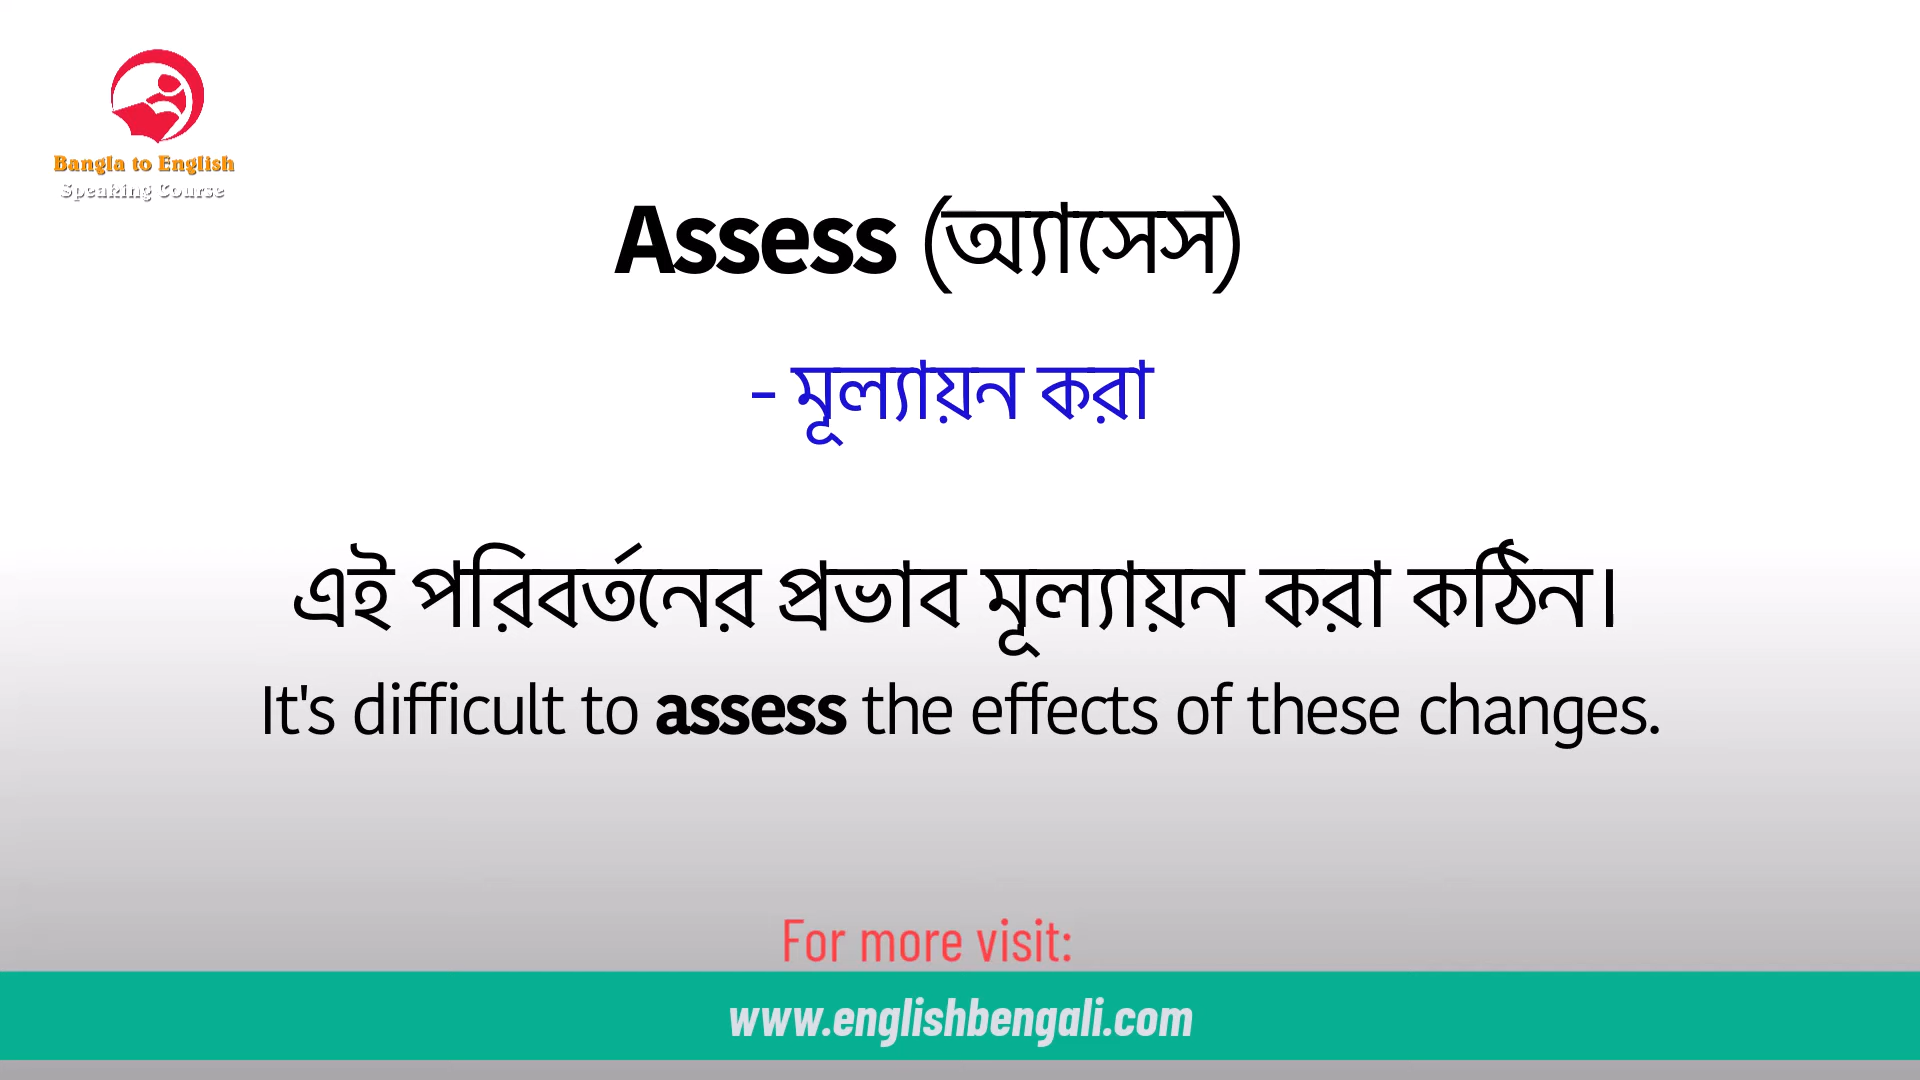 Bangla to English
Speaking Course
Assess (অ্যাসেস)
- মূল্যায়ন করা
এই পরিবর্তনের প্রভাব মূল্যায়ন করা কঠিন।
It's difficult to assess the effects of these changes.
For more visit:
www.englishbengali.com